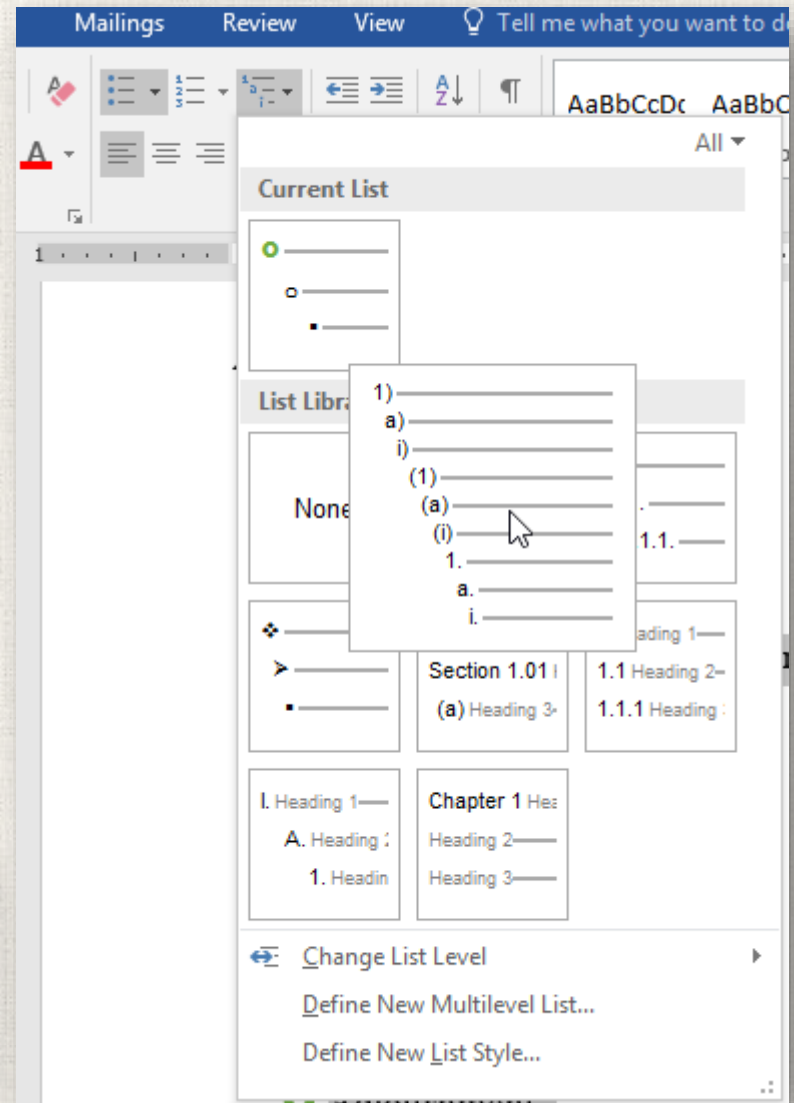 Mailings Review View Tell me what you want to d
AaBbCcDc AaBbC
A
All
Current List
1
List Libra
1)
a)
i)
(1)
(a)
(i)
1.
a.
i.
None
.1.1.
ading 1
Section 1.01 1.1 Heading 2
(a) Heading 3 1.1.1 Heading
I. Heading 1 Chapter 1 Hea
A. Heading 2 Heading 2
1. Headin Heading 3
Change List Level
Define New Multilevel List...
Define New List Style...